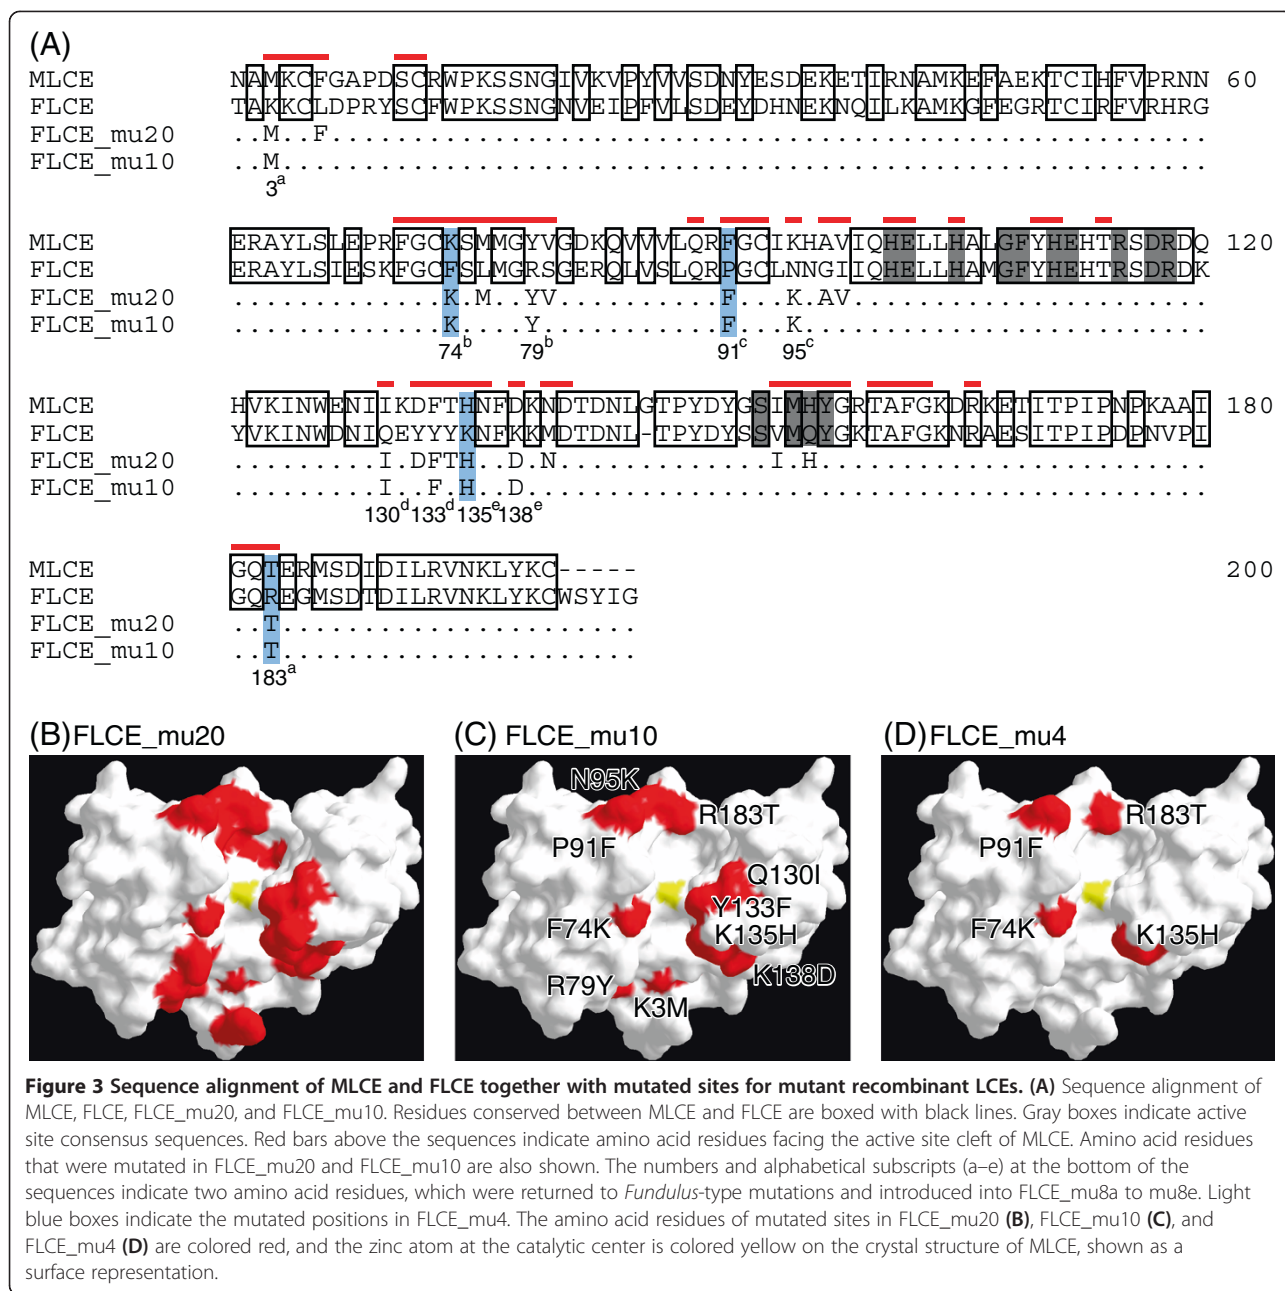 (A)
MLCE NAMKCFGAPDSCRWPKSSNGIVKVPYVVSDNYESDEKETIRNAMKEFAEKTCIHFVPRNN 60
FLCE TAKKCLDPRYSCFWPKSSNGNVEIPFVLSDEYDHNEKNQILKAMKGFEGRTCIRFVRHRG
FLCE_mu20 ..M..F......................................................
FLCE_mu10 ..M.........................................................
3a
MLCE ERAYLSLEPRFGCKSMMGYVGDKQVVVLQRFGCIKHAVIQHELLHALGFYHEHTRSDRDQ 120
FLCE ERAYLSIESKFGCFSLMGRSGERQLVSLQRPGCLNNGIIQHELLHAMGFYHEHTRSDRDK
FLCE_mu20 .............K.M..YV..........F...K.AV......................
FLCE_mu10 .............K....Y...........F...K.........................
74b 79b 91c 95c
MLCE HVKINWENIIKDFTHNFDKNDTDNLGTPYDYGSIMHYGRTAFGKDRKETITPIPNPKAAI 180
FLCE YVKINWDNIQEYYYKNFKKMDTDNL-TPYDYSSVMQYGKTAFGKNRAESITPIPDPNVPI
FLCE_mu20 .........I.DFTH..D.N.............I.H........................
FLCE_mu10 .........I..F.H..D..........................................
130d 133d 135e 138e
MLCE GQTERMSDIDILRVNKLYKC----- 200
FLCE GQREGMSDTDILRVNKLYKCWSYIG
FLCE_mu20 ..T......................
FLCE_mu10 ..T......................
183a
(B) FLCE_mu20
(C) FLCE_mu10
N95K
R183T
P91F
Q130I
Y133F
F74K
K135H
K138D
R79Y
K3M
(D) FLCE_mu4
R183T
P91F
F74K
K135H
Figure 3 Sequence alignment of MLCE and FLCE together with mutated sites for mutant recombinant LCEs. (A) Sequence alignment of
MLCE, FLCE, FLCE_mu20, and FLCE_mu10. Residues conserved between MLCE and FLCE are boxed with black lines. Gray boxes indicate active
site consensus sequences. Red bars above the sequences indicate amino acid residues facing the active site cleft of MLCE. Amino acid residues
that were mutated in FLCE_mu20 and FLCE_mu10 are also shown. The numbers and alphabetical subscripts (a–e) at the bottom of the
sequences indicate two amino acid residues, which were returned to Fundulus-type mutations and introduced into FLCE_mu8a to mu8e. Light
blue boxes indicate the mutated positions in FLCE_mu4. The amino acid residues of mutated sites in FLCE_mu20 (B), FLCE_mu10 (C), and
FLCE_mu4 (D) are colored red, and the zinc atom at the catalytic center is colored yellow on the crystal structure of MLCE, shown as a
surface representation.